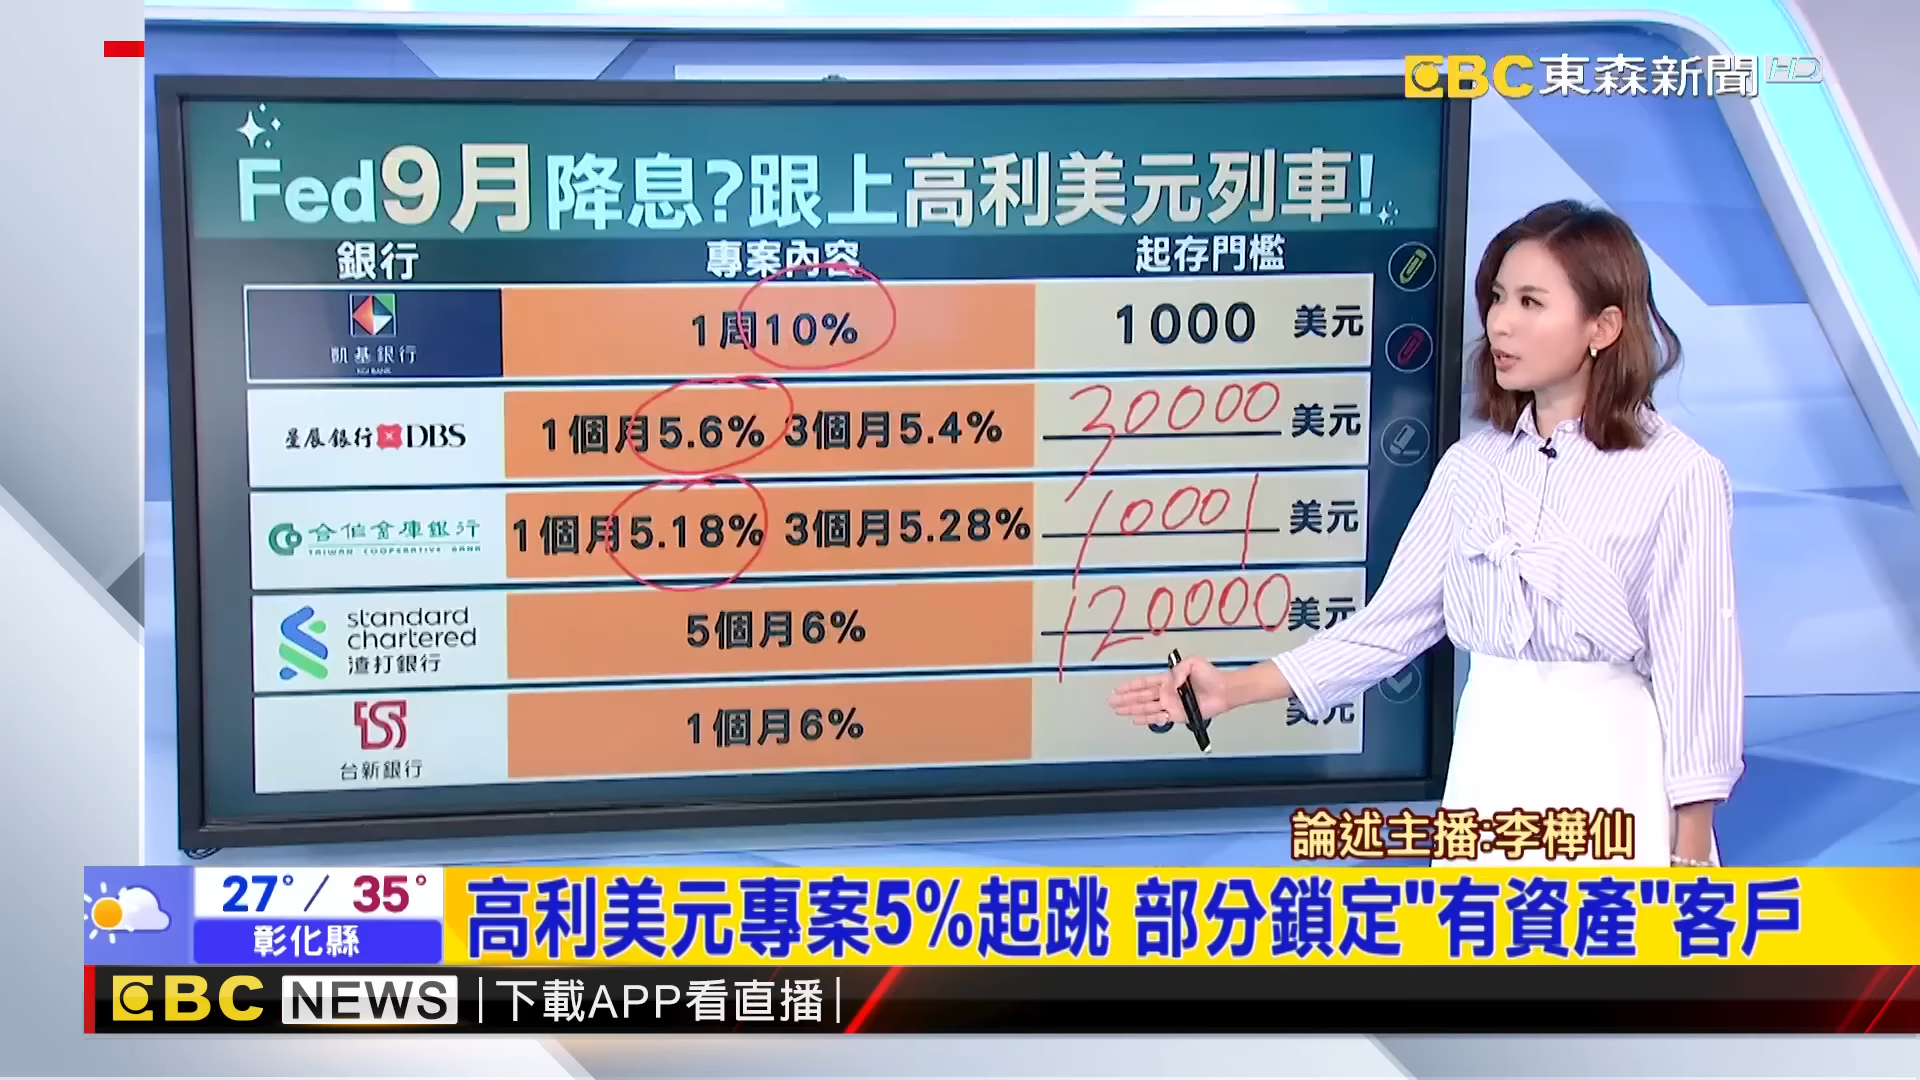 EBC東森新聞HD
Fed9月降息?跟上高利美元列車!
銀行 專案內容 起存門檻
凱基銀行 1周10% 1000 美元
KGI BANK
星展銀行 DBS 1個月5.6% 3個月5.4% 30000 美元
合作金庫銀行 1個月5.18% 3個月5.28% 10001 美元
TAIWAN COOPERATIVE BANK
standard chartered
渣打銀行 5個月6% 120000 美元
台新銀行 1個月6% 美元
論述主播:李樺仙
27°/ 35°
彰化縣
高利美元專案5%起跳 部分鎖定"有資產"客戶
EBC NEWS |下載APP看直播|